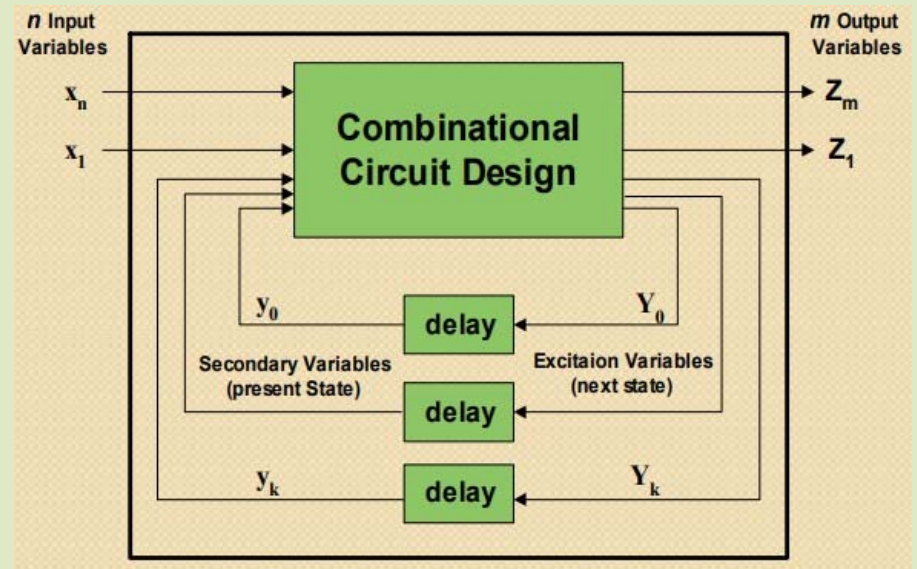 n Input
Variables
m Output
Variables
xn
x1
Combinational
Circuit Design
Zm
Z1
y0
delay
Y0
Secondary Variables
(present State)
Excitaion Variables
(next state)
delay
yk
delay
Yk